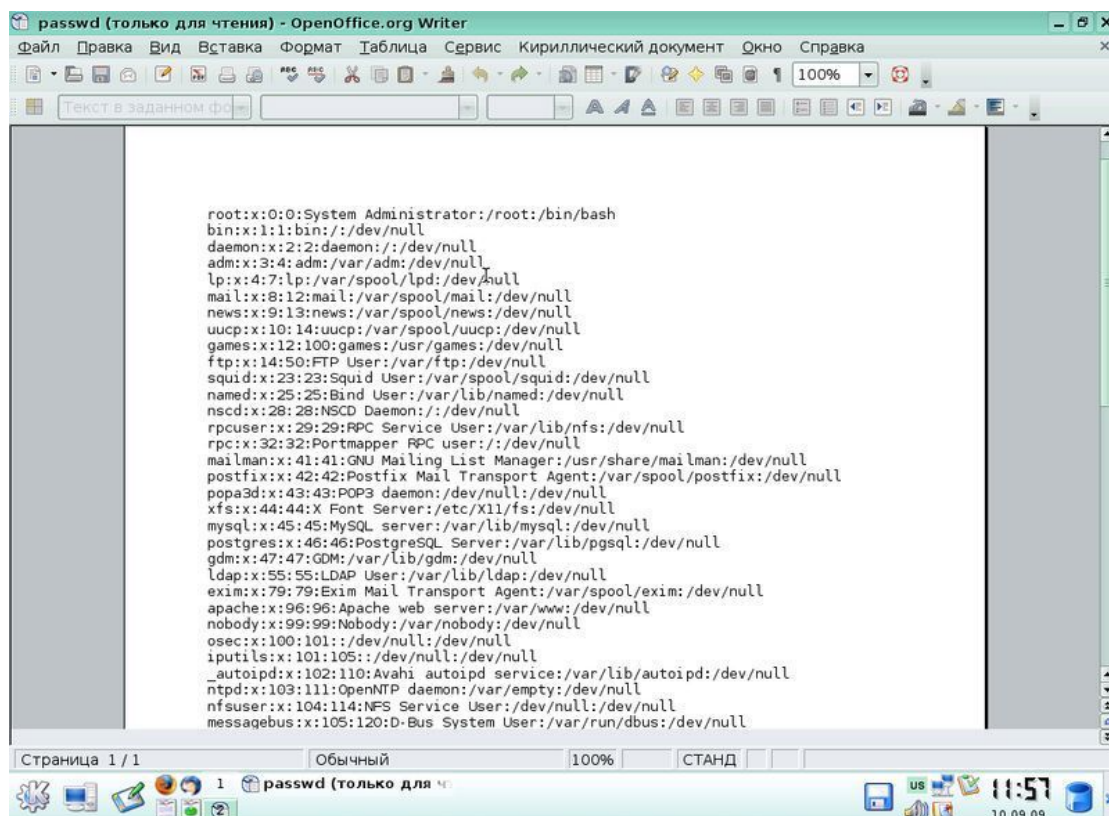 passwd (только для чтения) - OpenOffice.org Writer
Файл Правка Вид Вставка Формат Таблица Сервис Кириллический документ Окно Справка
100%
Текст в заданном фо
root:x:0:0:System Administrator:/root:/bin/bash
bin:x:1:1:bin:/:/dev/null
daemon:x:2:2:daemon:/:/dev/null
adm:x:3:4:adm:/var/adm:/dev/null
lp:x:4:7:lp:/var/spool/lpd:/dev/null
mail:x:8:12:mail:/var/spool/mail:/dev/null
news:x:9:13:news:/var/spool/news:/dev/null
uucp:x:10:14:uucp:/var/spool/uucp:/dev/null
games:x:12:100:games:/usr/games:/dev/null
ftp:x:14:50:FTP User:/var/ftp:/dev/null
squid:x:23:23:Squid User:/var/spool/squid:/dev/null
named:x:25:25:Bind User:/var/lib/named:/dev/null
nscd:x:28:28:NSCD Daemon:/:/dev/null
rpcuser:x:29:29:RPC Service User:/var/lib/nfs:/dev/null
rpc:x:32:32:Portmapper RPC user:/:/dev/null
mailman:x:41:41:GNU Mailing List Manager:/usr/share/mailman:/dev/null
postfix:x:42:42:Postfix Mail Transport Agent:/var/spool/postfix:/dev/null
popa3d:x:43:43:POP3 daemon:/dev/null:/dev/null
xfs:x:44:44:X Font Server:/etc/X11/fs:/dev/null
mysql:x:45:45:MySQL server:/var/lib/mysql:/dev/null
postgres:x:46:46:PostgreSQL Server:/var/lib/pgsql:/dev/null
gdm:x:47:47:GDM:/var/lib/gdm:/dev/null
ldap:x:55:55:LDAP User:/var/lib/ldap:/dev/null
exim:x:79:79:Exim Mail Transport Agent:/var/spool/exim:/dev/null
apache:x:96:96:Apache web server:/var/www:/dev/null
nobody:x:99:99:Nobody:/var/nobody:/dev/null
osec:x:100:101::/dev/null:/dev/null
iputils:x:101:105::/dev/null:/dev/null
_autoipd:x:102:110:Avahi autoipd service:/var/lib/autoipd:/dev/null
ntpd:x:103:111:OpenNTP daemon:/var/empty:/dev/null
nfsuser:x:104:114:NFS Service User:/dev/null:/dev/null
messagebus:x:105:120:D-Bus System User:/var/run/dbus:/dev/null
Страница 1 / 1 Обычный 100% СТАНД
1 passwd (только для чт
2
us 11:57
10.09.09